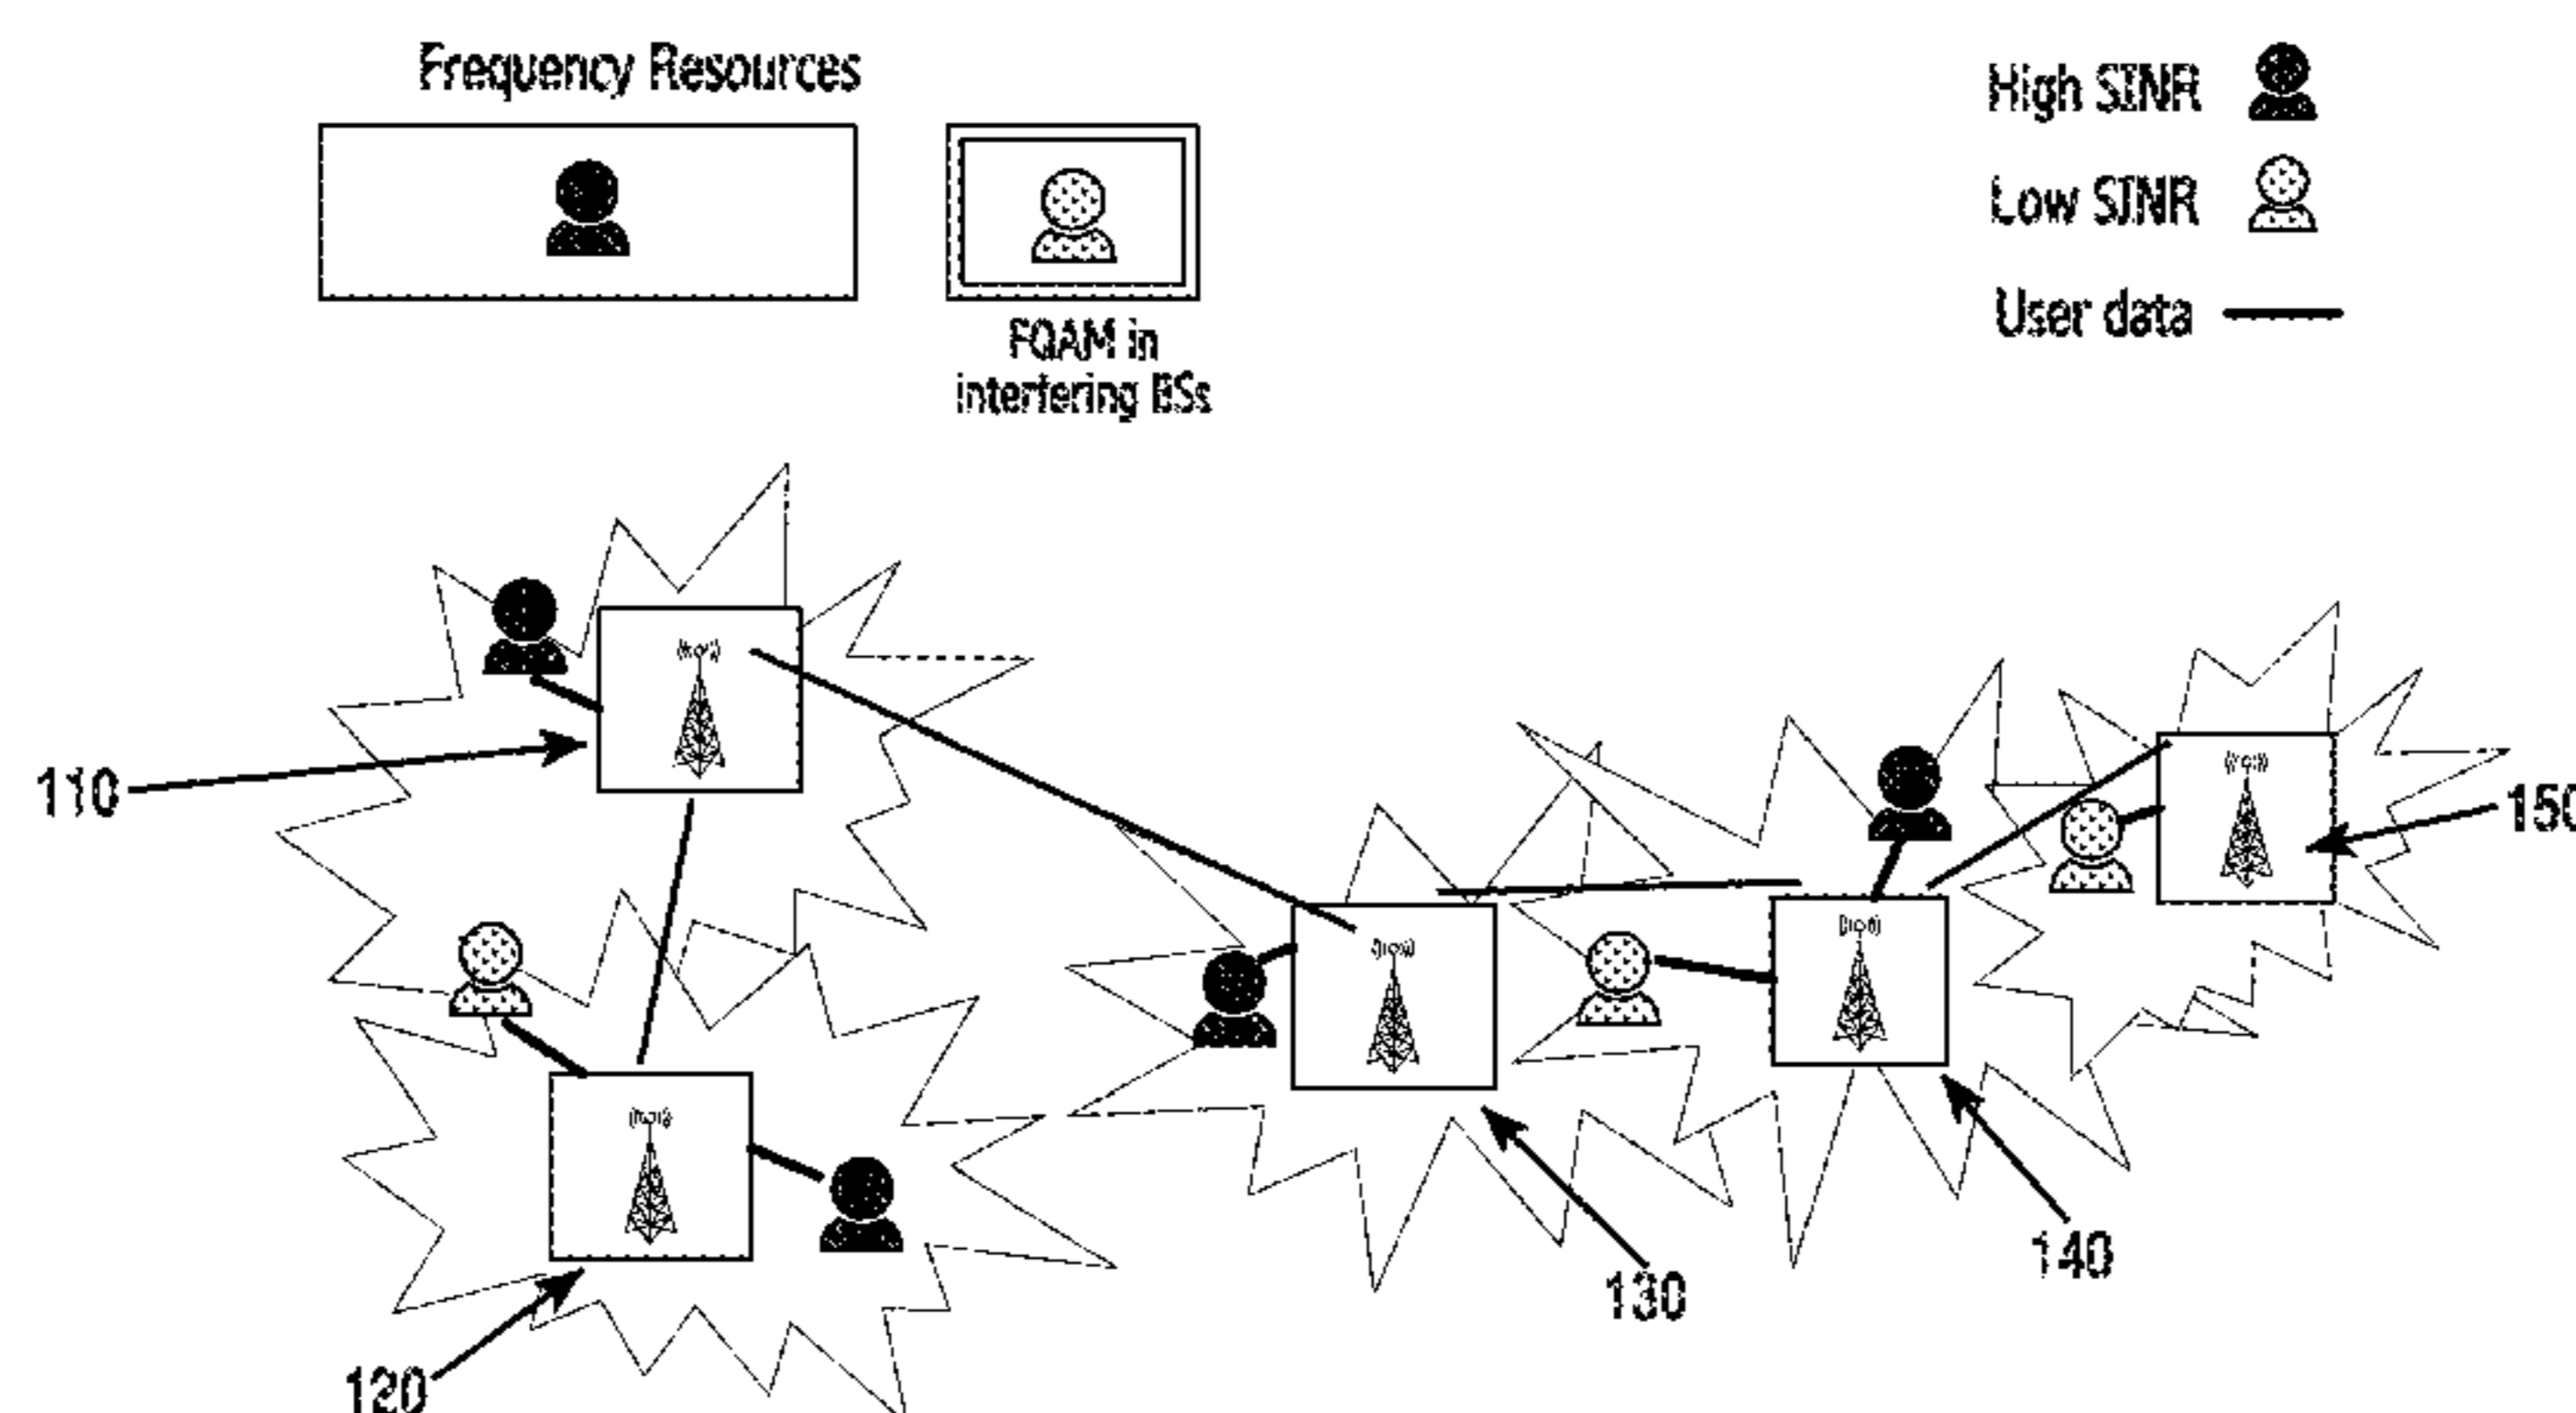 Frequency Resources
High SINR
Low SINR
User data
FQAM in
interfering BSs
110
150
140
130
120